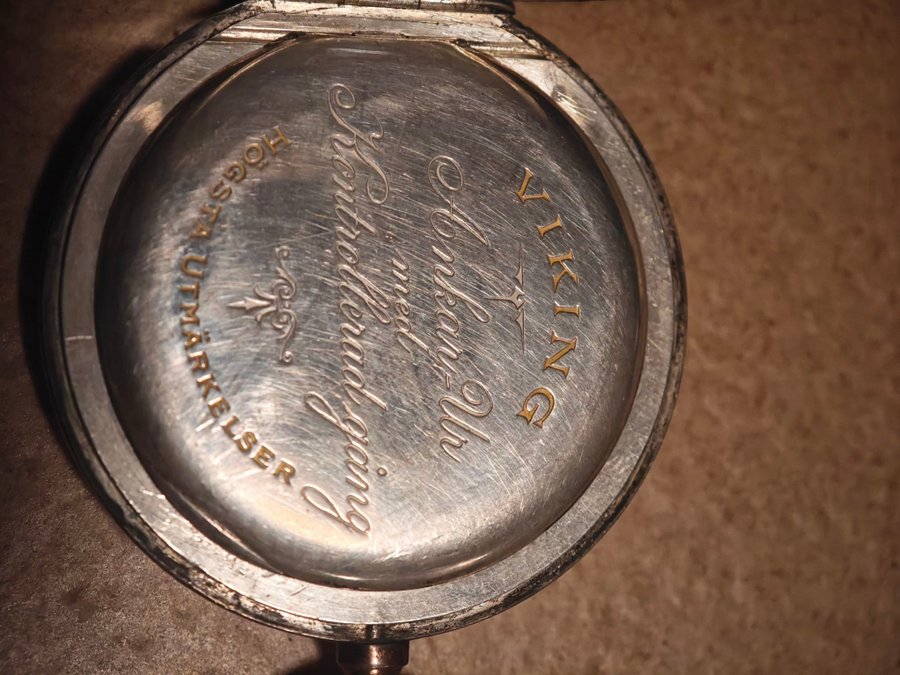 VIKING
Ankar-Ur
med
Kontrollerad gång
HÖGSTA UTMÄRKELSER